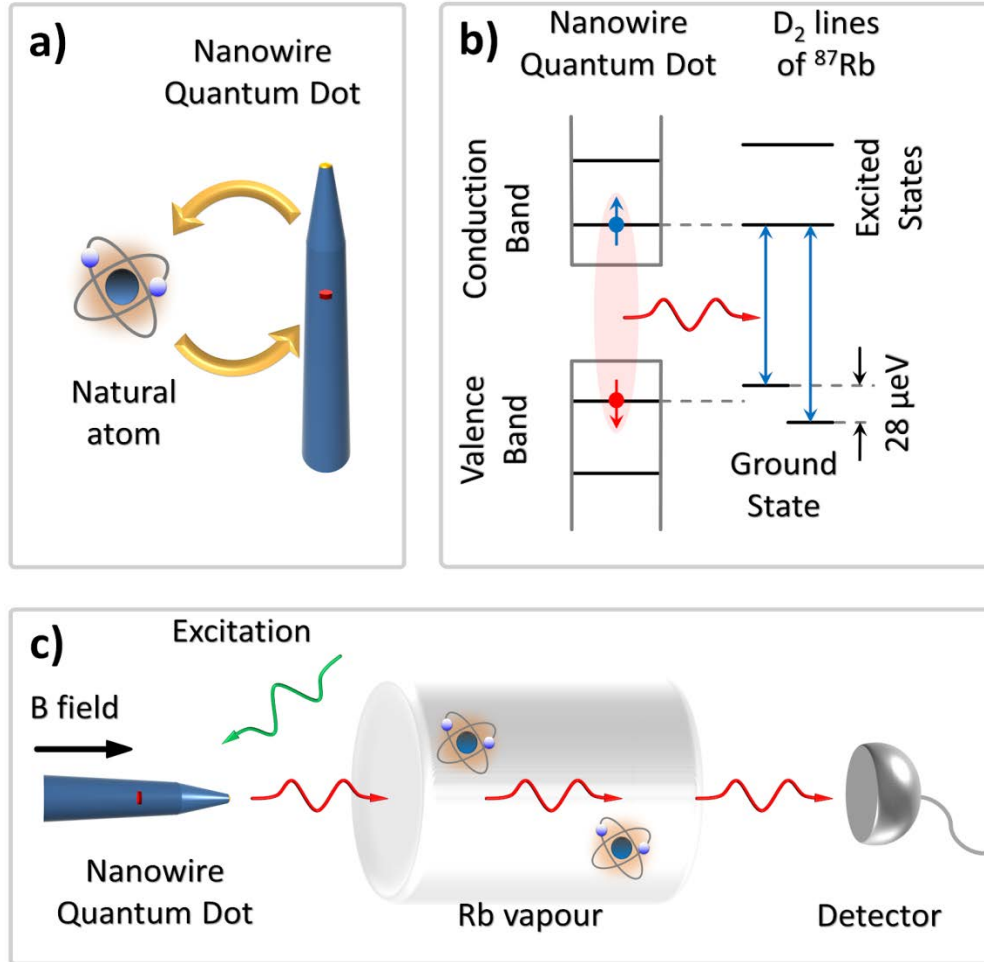 a)
Nanowire
Quantum Dot
Natural
atom
b)
Nanowire
Quantum Dot
D₂ lines
of ⁸⁷Rb
Conduction
Band
Valence
Band
Excited
States
28 µeV
Ground
State
c)
Excitation
B field
Nanowire
Quantum Dot
Rb vapour
Detector